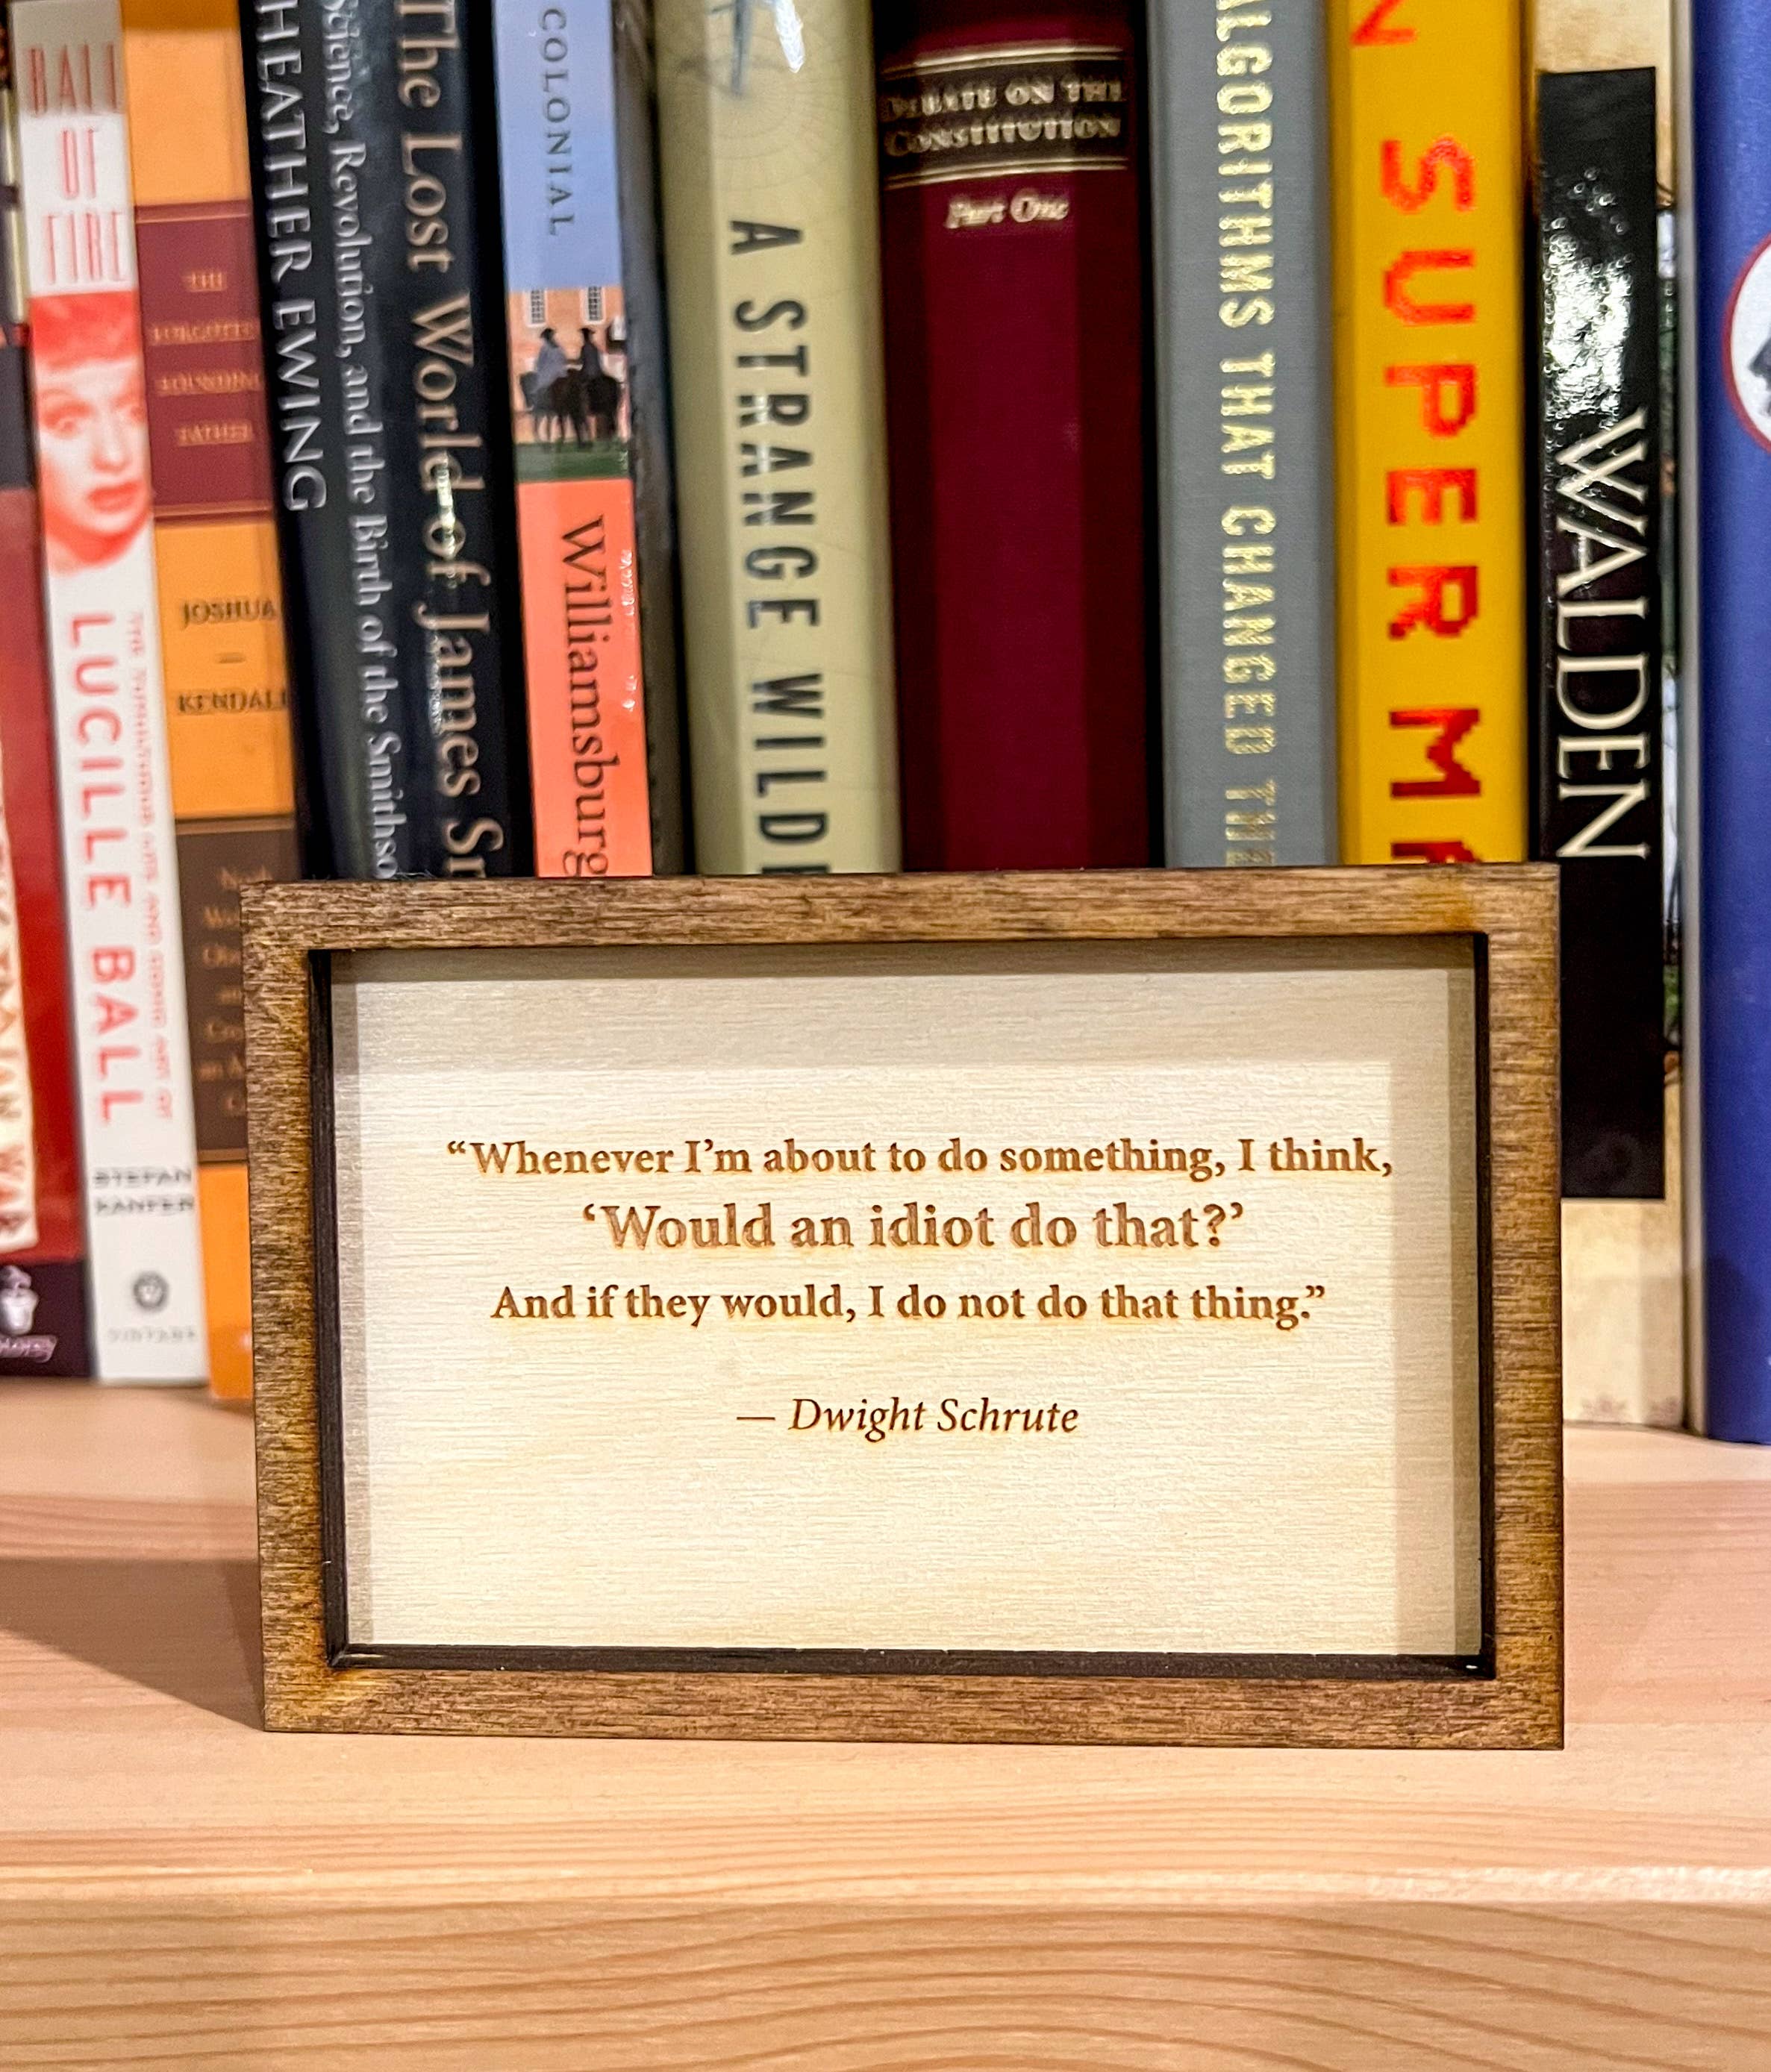 BALL
OF
FIRE
LUCILLE BALL
STEFAN
KANFER
THE
FORGOTTEN
FOUNDING
FATHER
JOSHUA
KENDALL
HEATHER EWING
Science, Revolution, and the Birth of the Smithso
The Lost World of James Sm
COLONIAL
Williamsburg
A STRANGE WILDE
DEBATE ON THE
CONSTITUTION
Part One
ALGORITHMS THAT CHANGED THE
N SUPER MA
WALDEN
“Whenever I’m about to do something, I think,
‘Would an idiot do that?’
And if they would, I do not do that thing.”
— Dwight Schrute